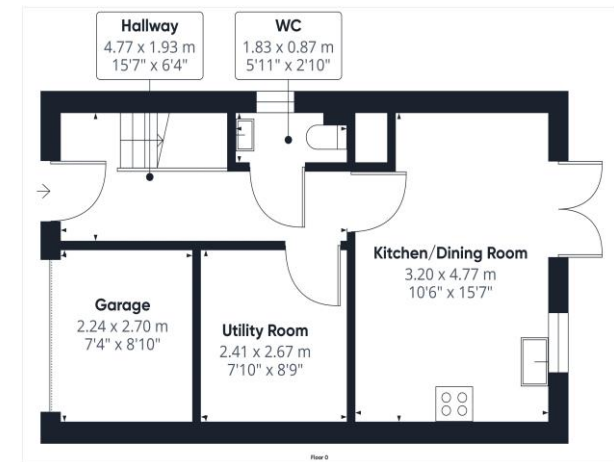 Hallway
4.77 x 1.93 m
15'7" x 6'4"
WC
1.83 x 0.87 m
5'11" x 2'10"
Kitchen/Dining Room
3.20 x 4.77 m
10'6" x 15'7"
Garage
2.24 x 2.70 m
7'4" x 8'10"
Utility Room
2.41 x 2.67 m
7'10" x 8'9"
Floor 0